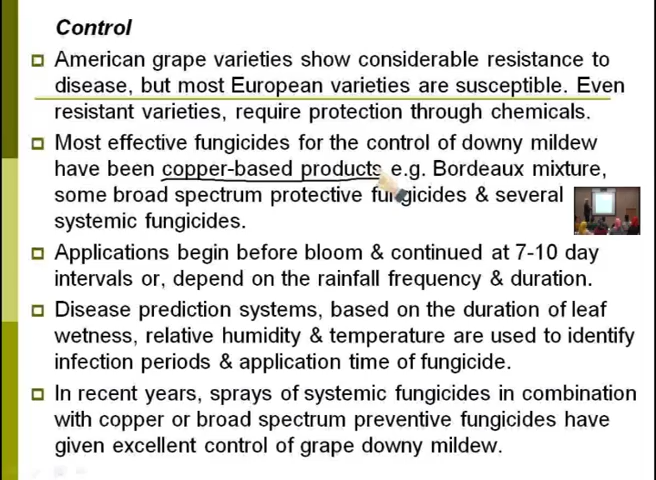 Control
American grape varieties show considerable resistance to
disease, but most European varieties are susceptible. Even
resistant varieties, require protection through chemicals.
Most effective fungicides for the control of downy mildew
have been copper-based products e.g. Bordeaux mixture,
some broad spectrum protective fungicides & several
systemic fungicides.
Applications begin before bloom & continued at 7-10 day
intervals or, depend on the rainfall frequency & duration.
Disease prediction systems, based on the duration of leaf
wetness, relative humidity & temperature are used to identify
infection periods & application time of fungicide.
In recent years, sprays of systemic fungicides in combination
with copper or broad spectrum preventive fungicides have
given excellent control of grape downy mildew.